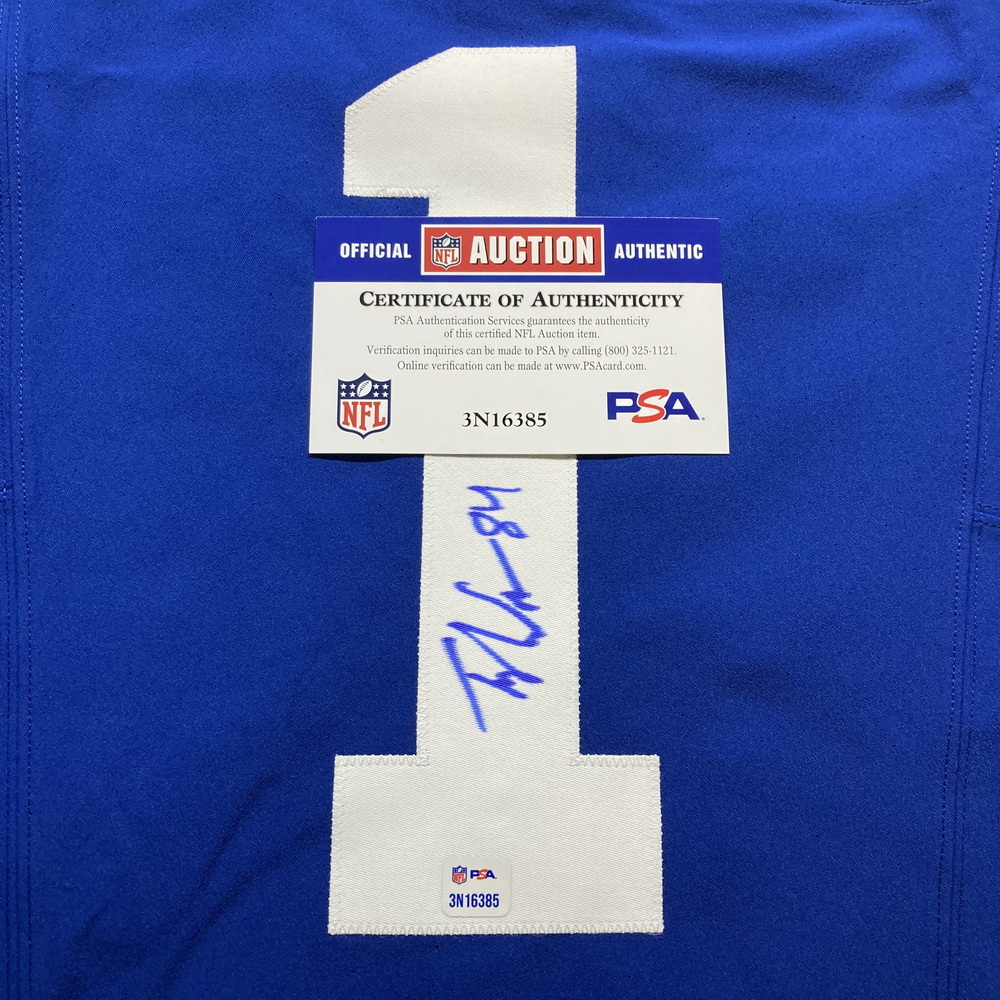 1
OFFICIAL NFL AUCTION AUTHENTIC
CERTIFICATE OF AUTHENTICITY
PSA Authentication Services guarantees the authenticity
of this certified NFL Auction item.
Verification inquiries can be made to PSA by calling (800) 325-1121.
Online verification can be made at www.PSAcard.com.
NFL 3N16385 PSA
84
NFL PSA
3N16385